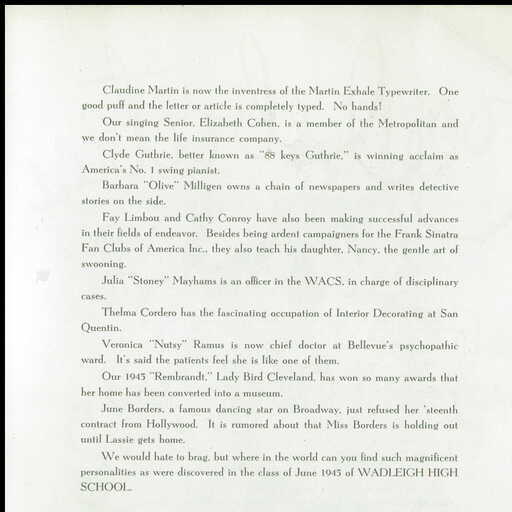 Claudine Martin is now the inventress of the Martin Exhale Typewriter. One
good puff and the letter or article is completely typed. No hands!
Our singing Senior, Elizabeth Cohen, is a member of the Metropolitan and
we don't mean the life insurance company.
Clyde Guthrie, better known as "88 keys Guthrie," is winning acclaim as
America's No. 1 swing pianist.
Barbara "Olive" Milligen owns a chain of newspapers and writes detective
stories on the side.
Fay Limbou and Cathy Conroy have also been making successful advances
in their fields of endeavor. Besides being ardent campaigners for the Frank Sinatra
Fan Clubs of America Inc., they also teach his daughter, Nancy, the gentle art of
swooning.
Julia "Stoney" Mayhams is an officer in the WACS, in charge of disciplinary
cases.
Thelma Cordero has the fascinating occupation of Interior Decorating at San
Quentin.
Veronica "Nutsy" Ramus is now chief doctor at Bellevue's psychopathic
ward. It's said the patients feel she is like one of them.
Our 1945 "Rembrandt," Lady Bird Cleveland, has won so many awards that
her home has been converted into a museum.
June Borders, a famous dancing star on Broadway, just refused her 'steenth
contract from Hollywood. It is rumored about that Miss Borders is holding out
until Lassie gets home.
We would hate to brag, but where in the world can you find such magnificent
personalities as were discovered in the class of June 1945 of WADLEIGH HIGH
SCHOOL.